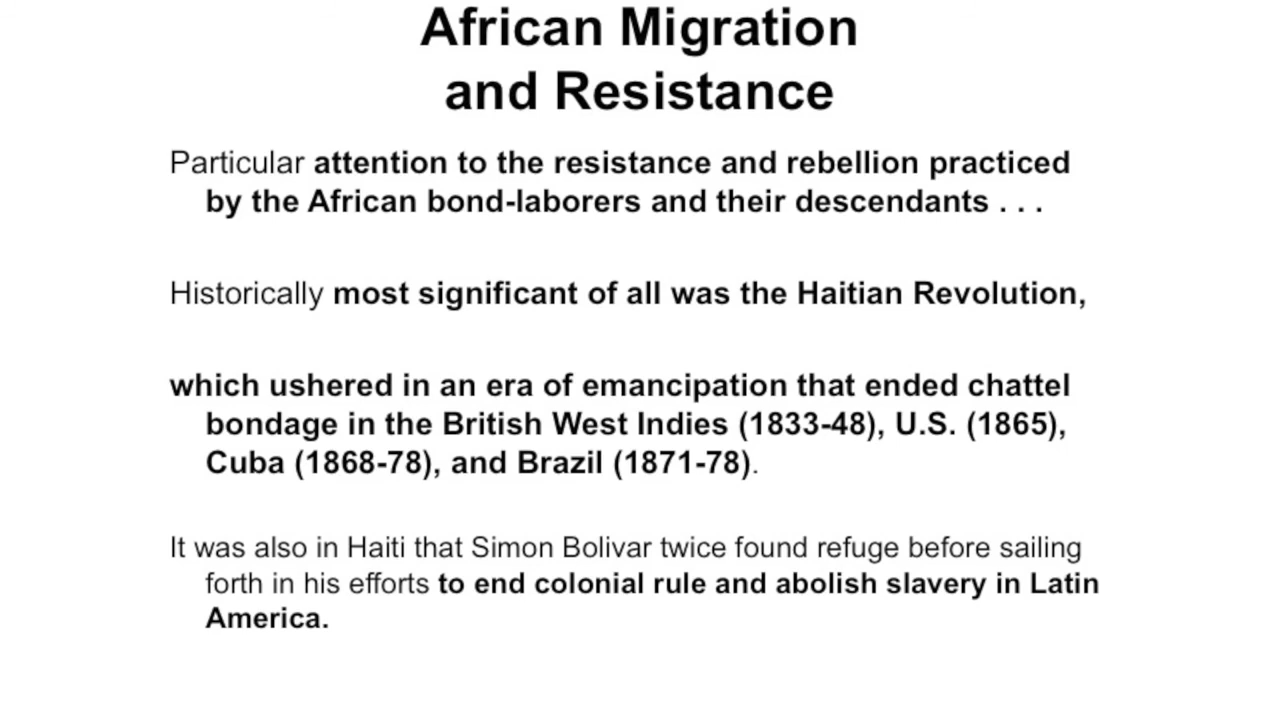 African Migration
and Resistance
Particular attention to the resistance and rebellion practiced
by the African bond-laborers and their descendants . . .
Historically most significant of all was the Haitian Revolution,
which ushered in an era of emancipation that ended chattel
bondage in the British West Indies (1833-48), U.S. (1865),
Cuba (1868-78), and Brazil (1871-78).
It was also in Haiti that Simon Bolivar twice found refuge before sailing
forth in his efforts to end colonial rule and abolish slavery in Latin
America.